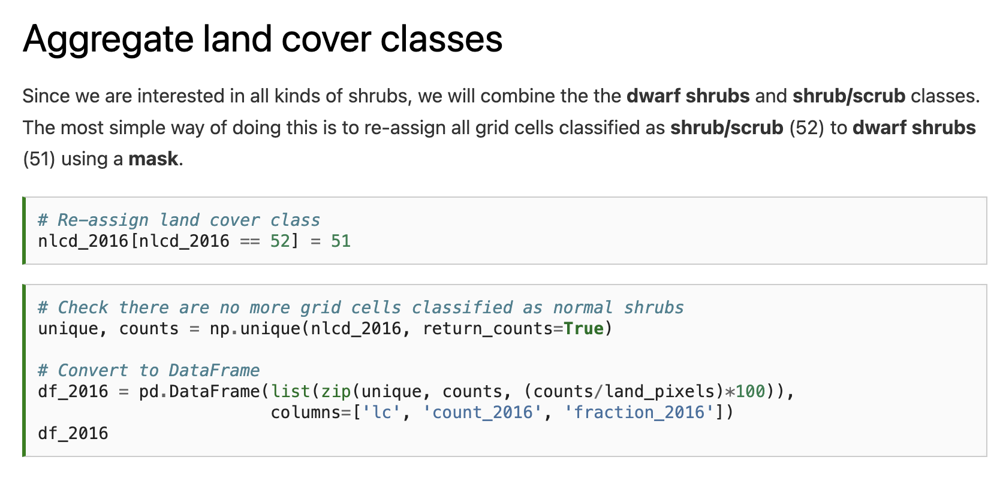 Aggregate land cover classes
Since we are interested in all kinds of shrubs, we will combine the the dwarf shrubs and shrub/scrub classes.
The most simple way of doing this is to re-assign all grid cells classified as shrub/scrub (52) to dwarf shrubs
(51) using a mask.
# Re-assign land cover class
nlcd_2016[nlcd_2016 == 52] = 51
# Check there are no more grid cells classified as normal shrubs
unique, counts = np.unique(nlcd_2016, return_counts=True)
# Convert to DataFrame
df_2016 = pd.DataFrame(list(zip(unique, counts, (counts/land_pixels)*100)),
columns=['lc', 'count_2016', 'fraction_2016'])
df_2016